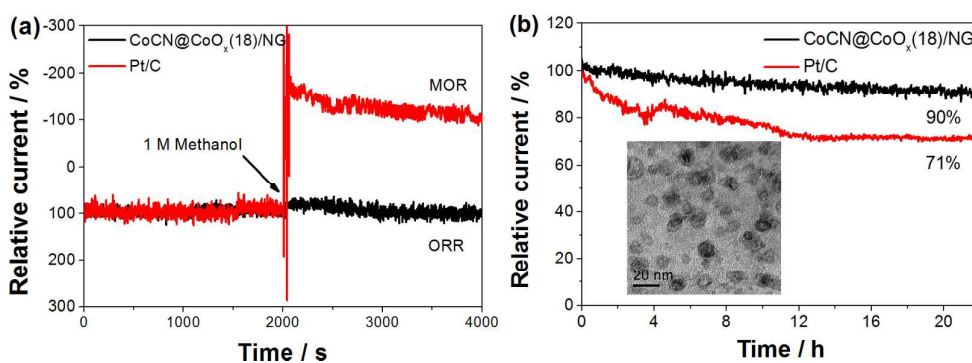 (a)
CoCN@CoOₓ(18)/NG
Pt/C
MOR
1 M Methanol
ORR
Relative current / %
-300
-200
-100
0
100
200
300
0 1000 2000 3000 4000
Time / s
(b)
CoCN@CoOₓ(18)/NG
Pt/C
90%
71%
20 nm
Relative current / %
120
100
80
60
40
20
0
0 4 8 12 16 20
Time / h